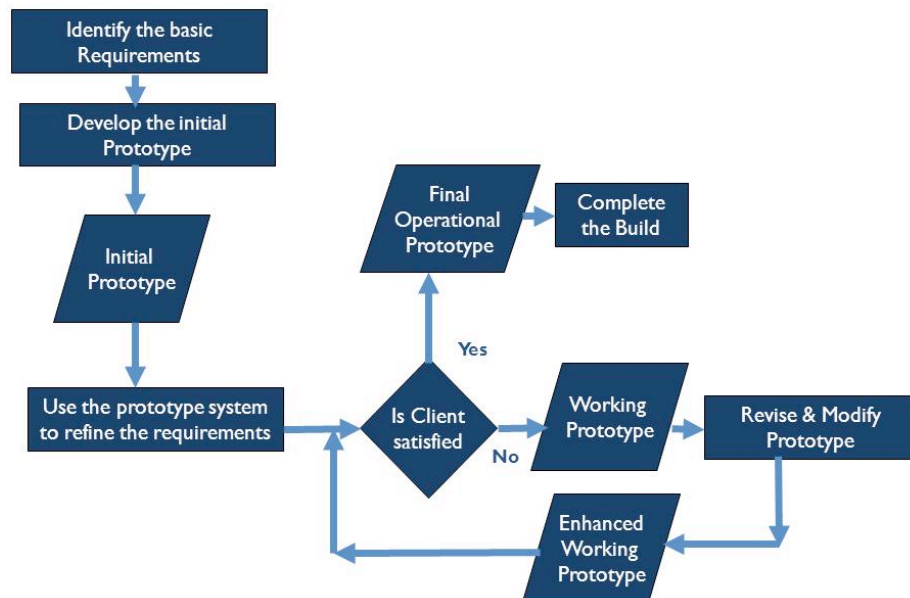 Identify the basic
Requirements
Develop the initial
Prototype
Initial
Prototype
Use the prototype system
to refine the requirements
Is Client
satisfied
Yes
Final
Operational
Prototype
Complete
the Build
No
Working
Prototype
Revise & Modify
Prototype
Enhanced
Working
Prototype